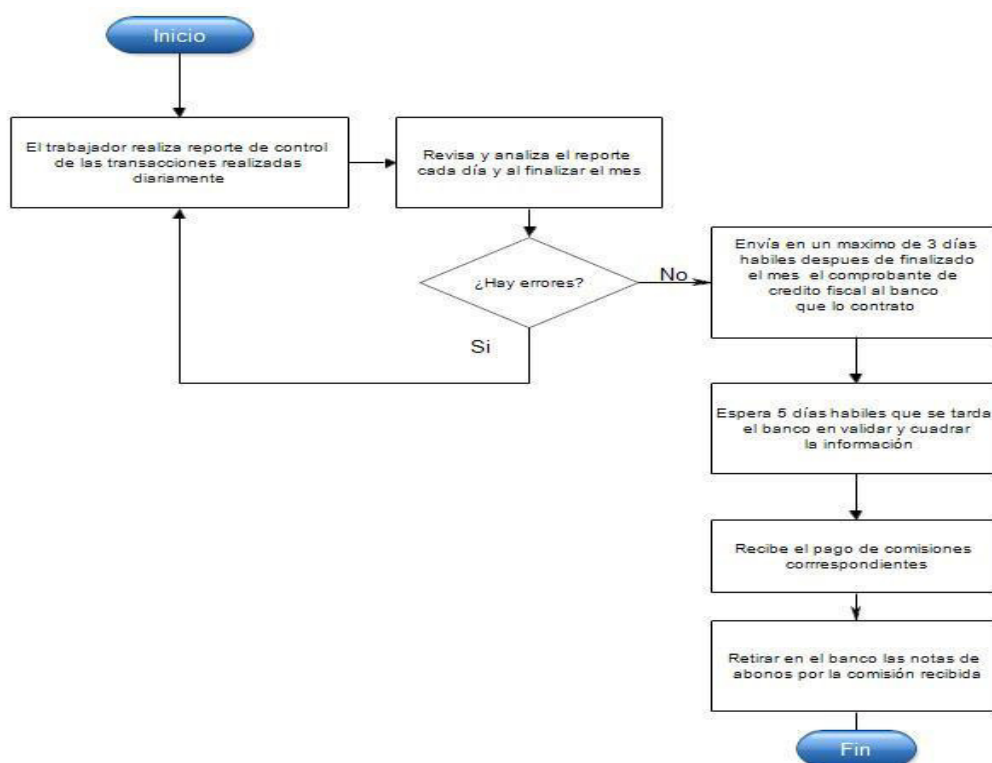 Inicio
El trabajador realiza reporte de control
de las transacciones realizadas
diariamente
Revisa y analiza el reporte
cada día y al finalizar el mes
¿Hay errores?
No
Si
Envía en un maximo de 3 días
habiles despues de finalizado
el mes el comprobante de
credito fiscal al banco
que lo contrato
Espera 5 días habiles que se tarda
el banco en validar y cuadrar
la información
Recibe el pago de comisiones
corrrespondientes
Retirar en el banco las notas de
abonos por la comisión recibida
Fin